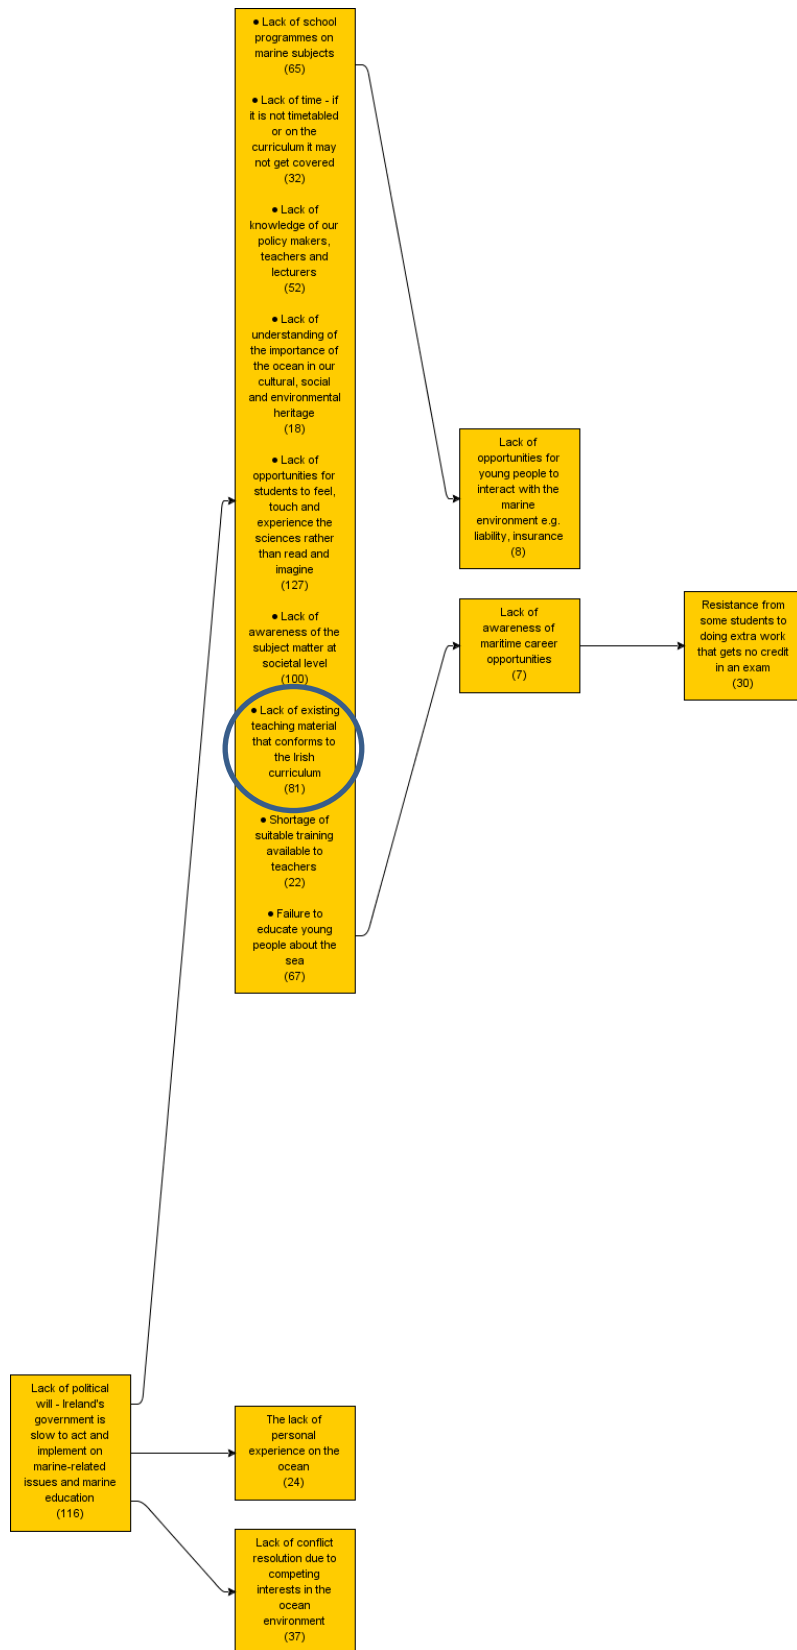 ● Lack of school
programmes on
marine subjects
(65)
● Lack of time - if
it is not timetabled
or on the
curriculum it may
not get covered
(32)
● Lack of
knowledge of our
policy makers,
teachers and
lecturers
(52)
● Lack of
understanding of
the importance of
the ocean in our
cultural, social
and environmental
heritage
(18)
● Lack of
opportunities for
students to feel,
touch and
experience the
sciences rather
than read and
imagine
(127)
● Lack of
awareness of the
subject matter at
societal level
(100)
● Lack of existing
teaching material
that conforms to
the Irish
curriculum
(81)
● Shortage of
suitable training
available to
teachers
(22)
● Failure to
educate young
people about the
sea
(67)
Lack of
opportunities for
young people to
interact with the
marine
environment e.g.
liability, insurance
(8)
Lack of
awareness of
maritime career
opportunities
(7)
Resistance from
some students to
doing extra work
that gets no credit
in an exam
(30)
Lack of political
will - Ireland's
government is
slow to act and
implement on
marine-related
issues and marine
education
(116)
The lack of
personal
experience on the
ocean
(24)
Lack of conflict
resolution due to
competing
interests in the
ocean
environment
(37)